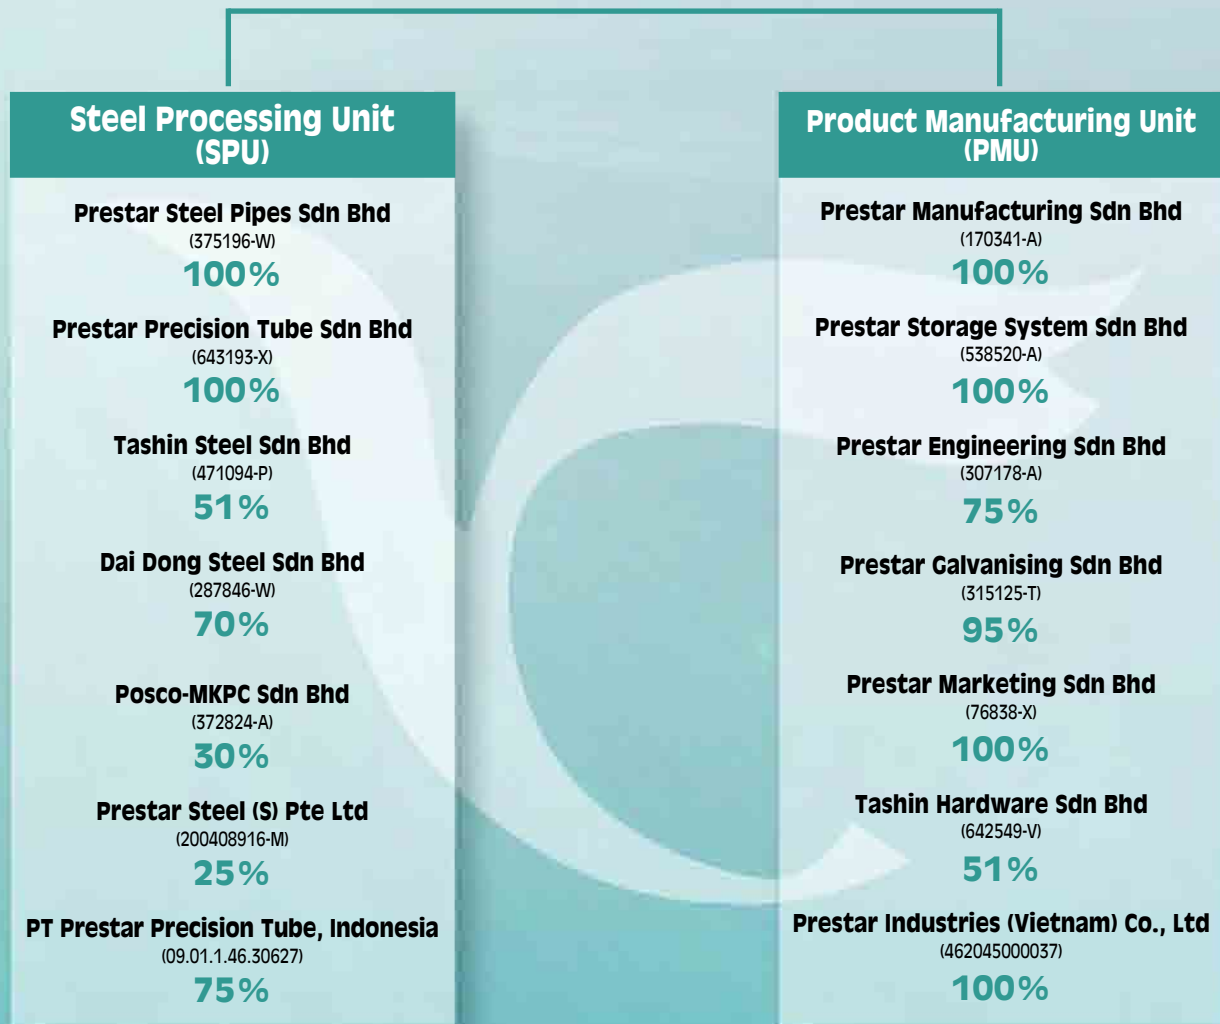 Steel Processing Unit
(SPU)
Prestar Steel Pipes Sdn Bhd
(375196-W)
100%
Prestar Precision Tube Sdn Bhd
(643193-X)
100%
Tashin Steel Sdn Bhd
(471094-P)
51%
Dai Dong Steel Sdn Bhd
(287846-W)
70%
Posco-MKPC Sdn Bhd
(372824-A)
30%
Prestar Steel (S) Pte Ltd
(200408916-M)
25%
PT Prestar Precision Tube, Indonesia
(09.01.1.46.30627)
75%
Product Manufacturing Unit
(PMU)
Prestar Manufacturing Sdn Bhd
(170341-A)
100%
Prestar Storage System Sdn Bhd
(538520-A)
100%
Prestar Engineering Sdn Bhd
(307178-A)
75%
Prestar Galvanising Sdn Bhd
(315125-T)
95%
Prestar Marketing Sdn Bhd
(76838-X)
100%
Tashin Hardware Sdn Bhd
(642549-V)
51%
Prestar Industries (Vietnam) Co., Ltd
(462045000037)
100%